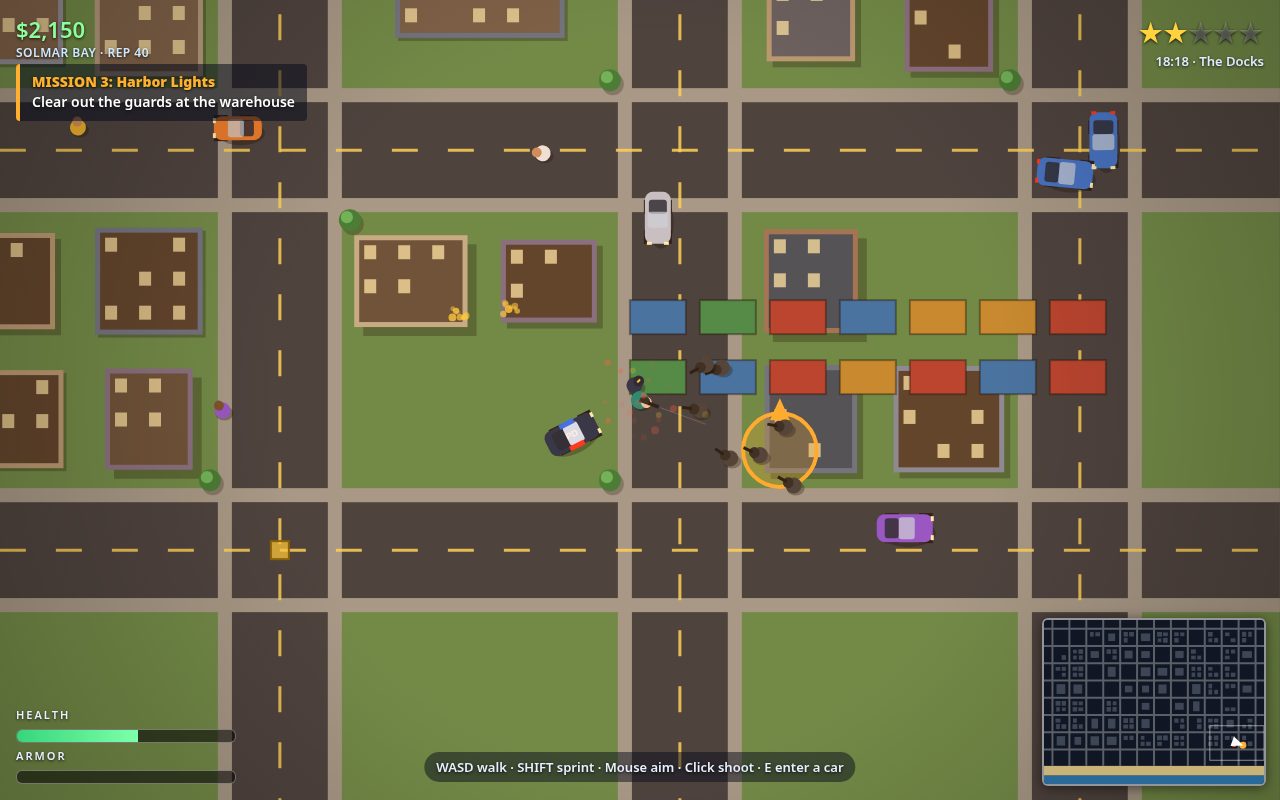 $2,150
SOLMAR BAY · REP 40
MISSION 3: Harbor Lights
Clear out the guards at the warehouse
18:18 · The Docks
HEALTH
ARMOR
WASD walk · SHIFT sprint · Mouse aim · Click shoot · E enter a car